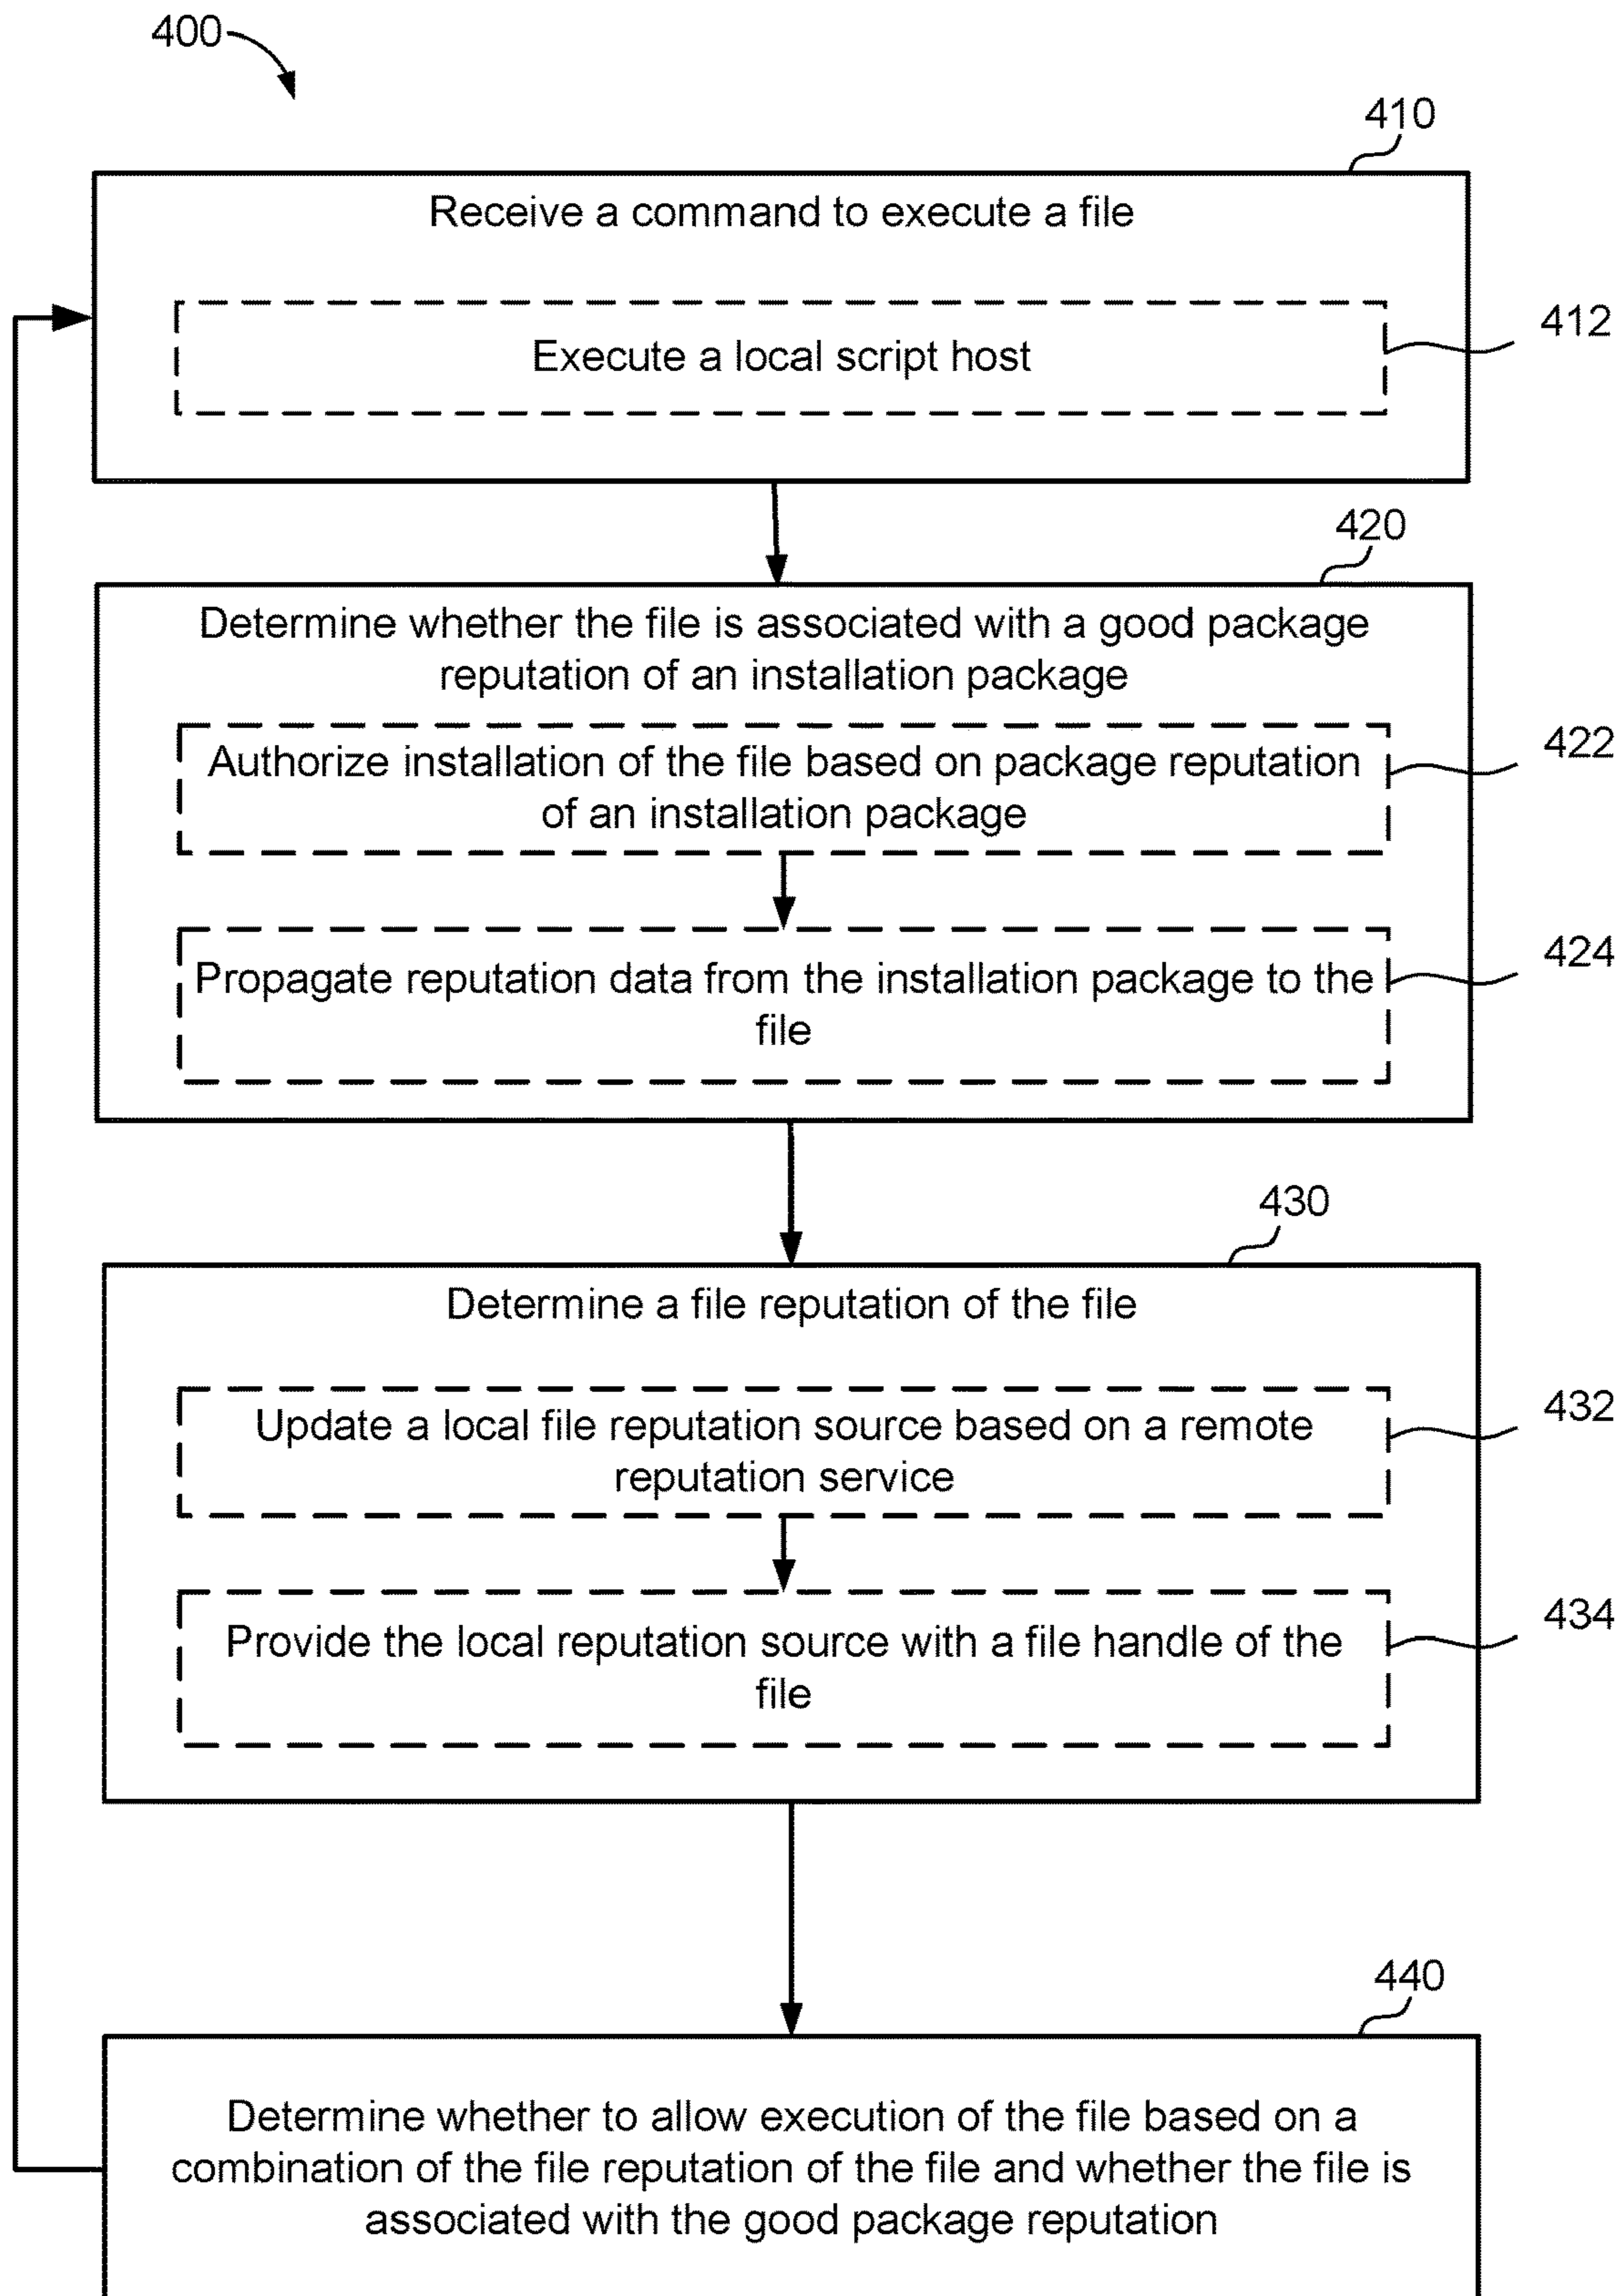 400
410
Receive a command to execute a file
412
Execute a local script host
420
Determine whether the file is associated with a good package
reputation of an installation package
422
Authorize installation of the file based on package reputation
of an installation package
424
Propagate reputation data from the installation package to the
file
430
Determine a file reputation of the file
432
Update a local file reputation source based on a remote
reputation service
434
Provide the local reputation source with a file handle of the
file
440
Determine whether to allow execution of the file based on a
combination of the file reputation of the file and whether the file is
associated with the good package reputation